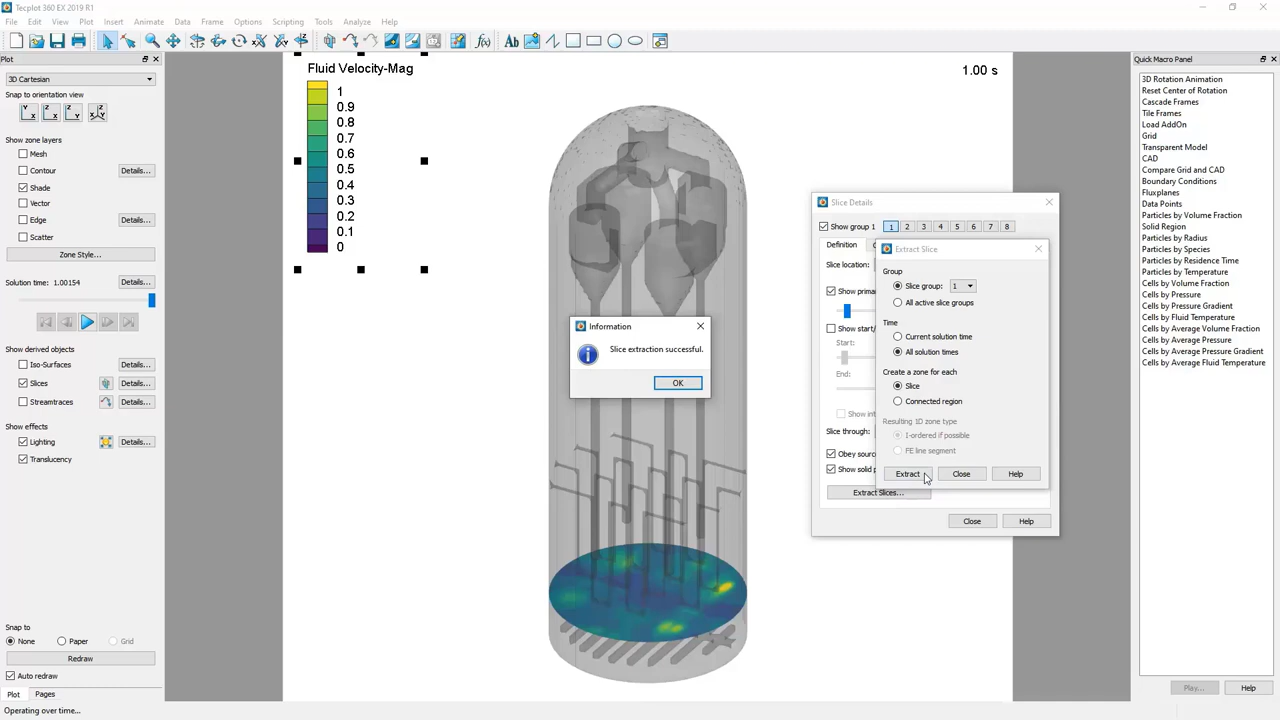 Tecplot 360 EX 2019 R1
File Edit View Plot Insert Animate Data Frame Options Scripting Tools Analyze Help
Plot
3D Cartesian
Snap to orientation view
Show zone layers
Mesh
Contour Details...
Shade
Vector
Edge Details...
Scatter
Zone Style...
Solution time: 1.00154 Details...
Show derived objects
Iso-Surfaces Details...
Slices Details...
Streamtraces Details...
Show effects
Lighting Details...
Translucency
Snap to
None Paper Grid
Redraw
Auto redraw
Plot Pages
Operating over time...
Fluid Velocity-Mag
1
0.9
0.8
0.7
0.6
0.5
0.4
0.3
0.2
0.1
0
1.00 s
Information
Slice extraction successful.
OK
Slice Details
Show group 1 1 2 3 4 5 6 7 8
Definition
Slice location:
Show prima
Show start/
Start:
End:
Show int
Slice through:
Obey sourc
Show solid p
Extract Slices...
Close Help
Extract Slice
Group
Slice group: 1
All active slice groups
Time
Current solution time
All solution times
Create a zone for each
Slice
Connected region
Resulting 1D zone type
I-ordered if possible
FE line segment
Extract Close Help
Quick Macro Panel
3D Rotation Animation
Reset Center of Rotation
Cascade Frames
Tile Frames
Load AddOn
Grid
Transparent Model
CAD
Compare Grid and CAD
Boundary Conditions
Fluxplanes
Data Points
Particles by Volume Fraction
Solid Region
Particles by Radius
Particles by Species
Particles by Residence Time
Particles by Temperature
Cells by Pressure
Cells by Pressure Gradient
Cells by Fluid Temperature
Cells by Average Volume Fraction
Cells by Average Pressure
Cells by Average Pressure Gradient
Cells by Average Fluid Temperature
Play... Help